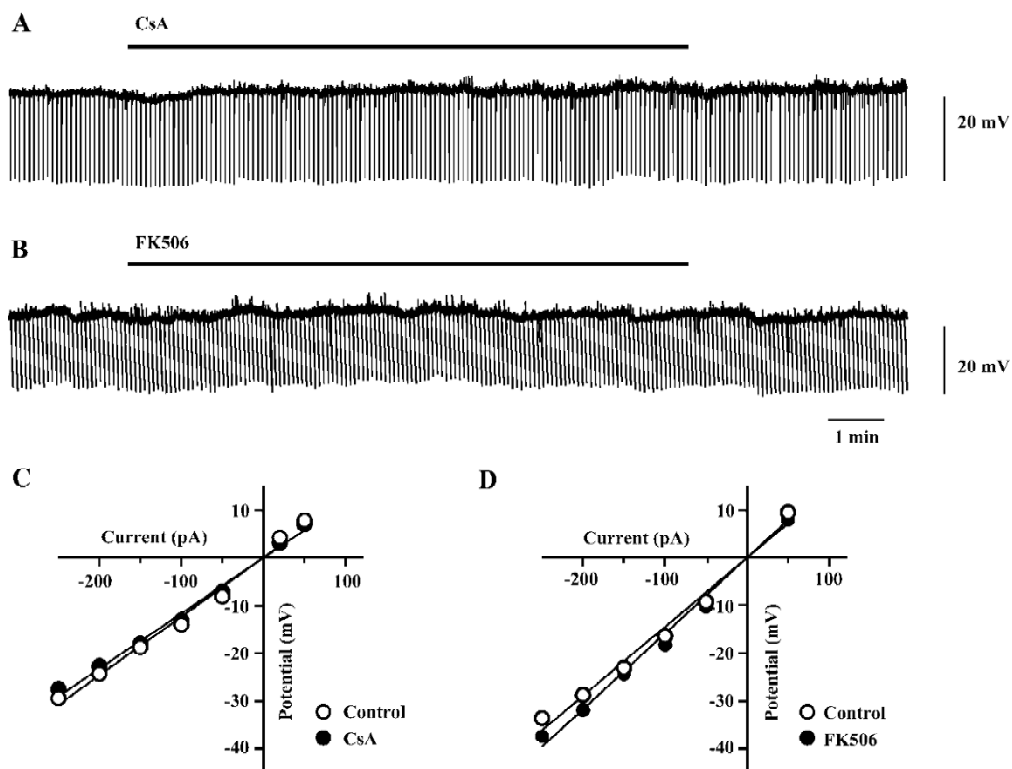 A
CsA
20 mV
B
FK506
20 mV
1 min
C
Current (pA)
10
-200
-100
100
-10
-20
-30
-40
Potential (mV)
Control
CsA
D
Current (pA)
10
-200
-100
100
-10
-20
-30
-40
Potential (mV)
Control
FK506